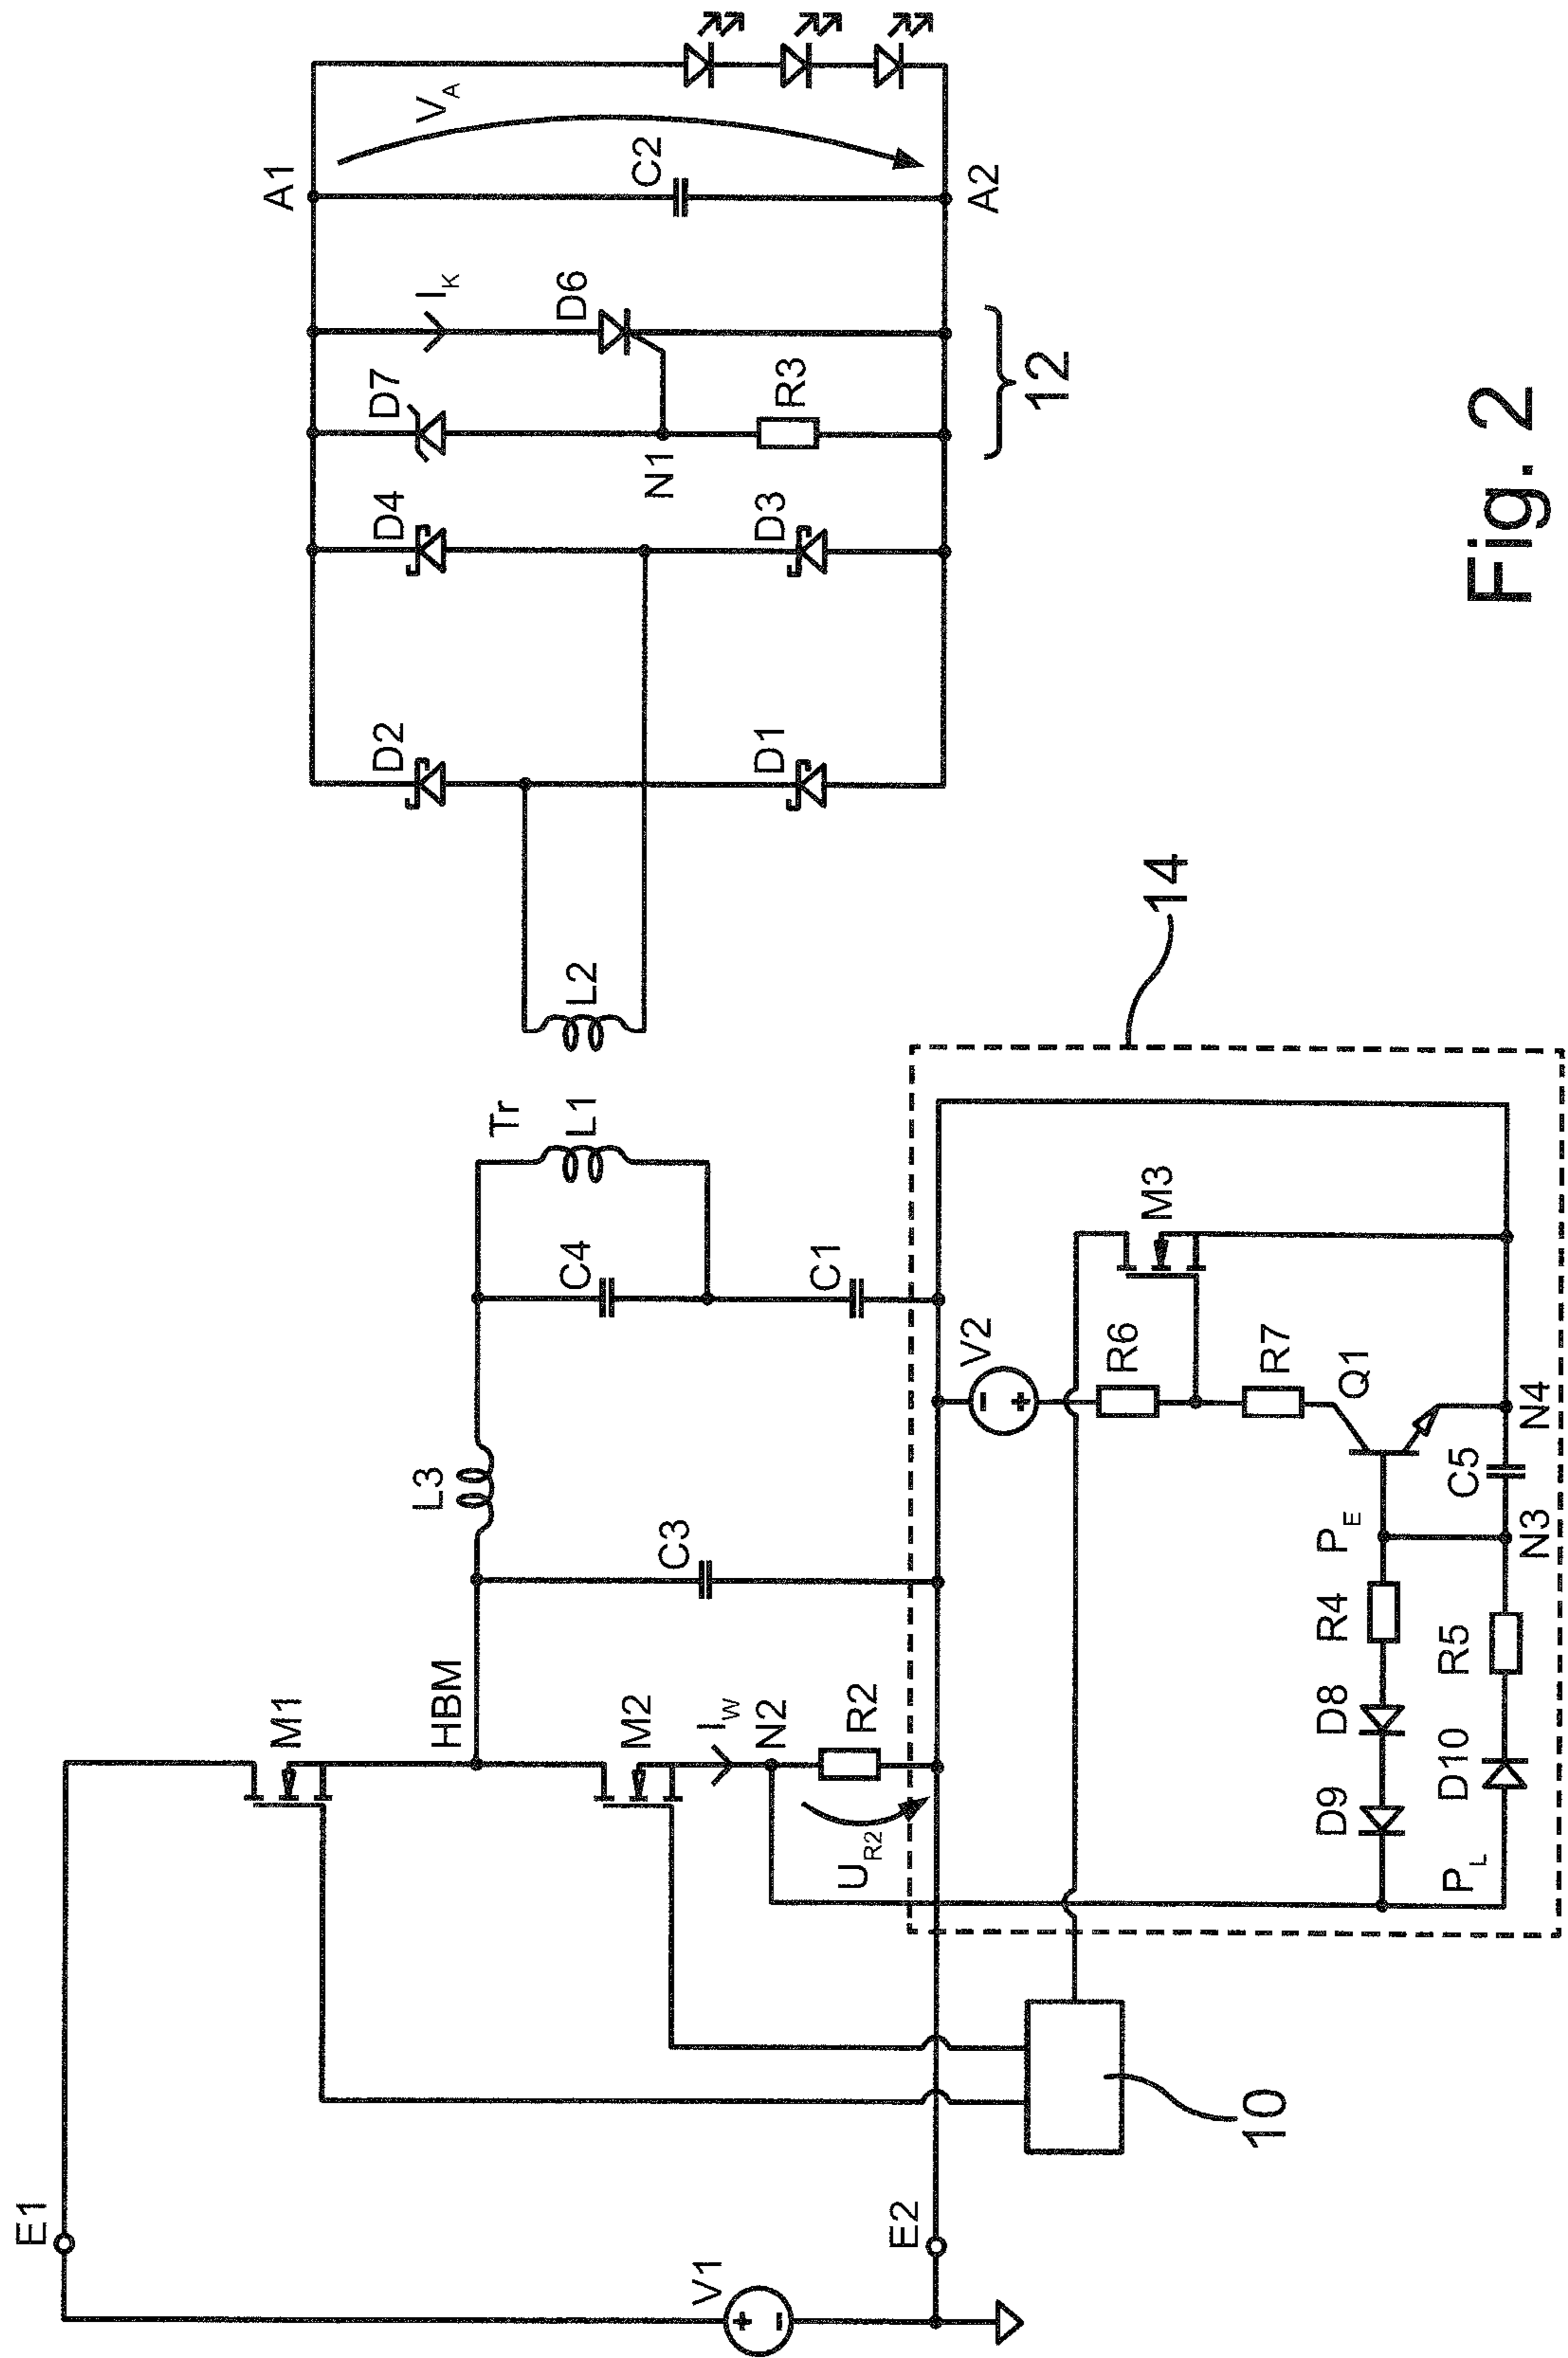 E1
V1
+
-
E2
10
M1
HBM
M2
I_W
N2
U_R2
R2
L3
C3
C4
C1
Tr
L1
L2
D2
D1
D4
D3
D7
N1
R3
D6
I_K
12
A1
A2
C2
V_A
14
V2
-
+
R6
R7
M3
Q1
P_E
R4
D8
D9
P_L
D10
R5
N3
C5
N4
Fig. 2